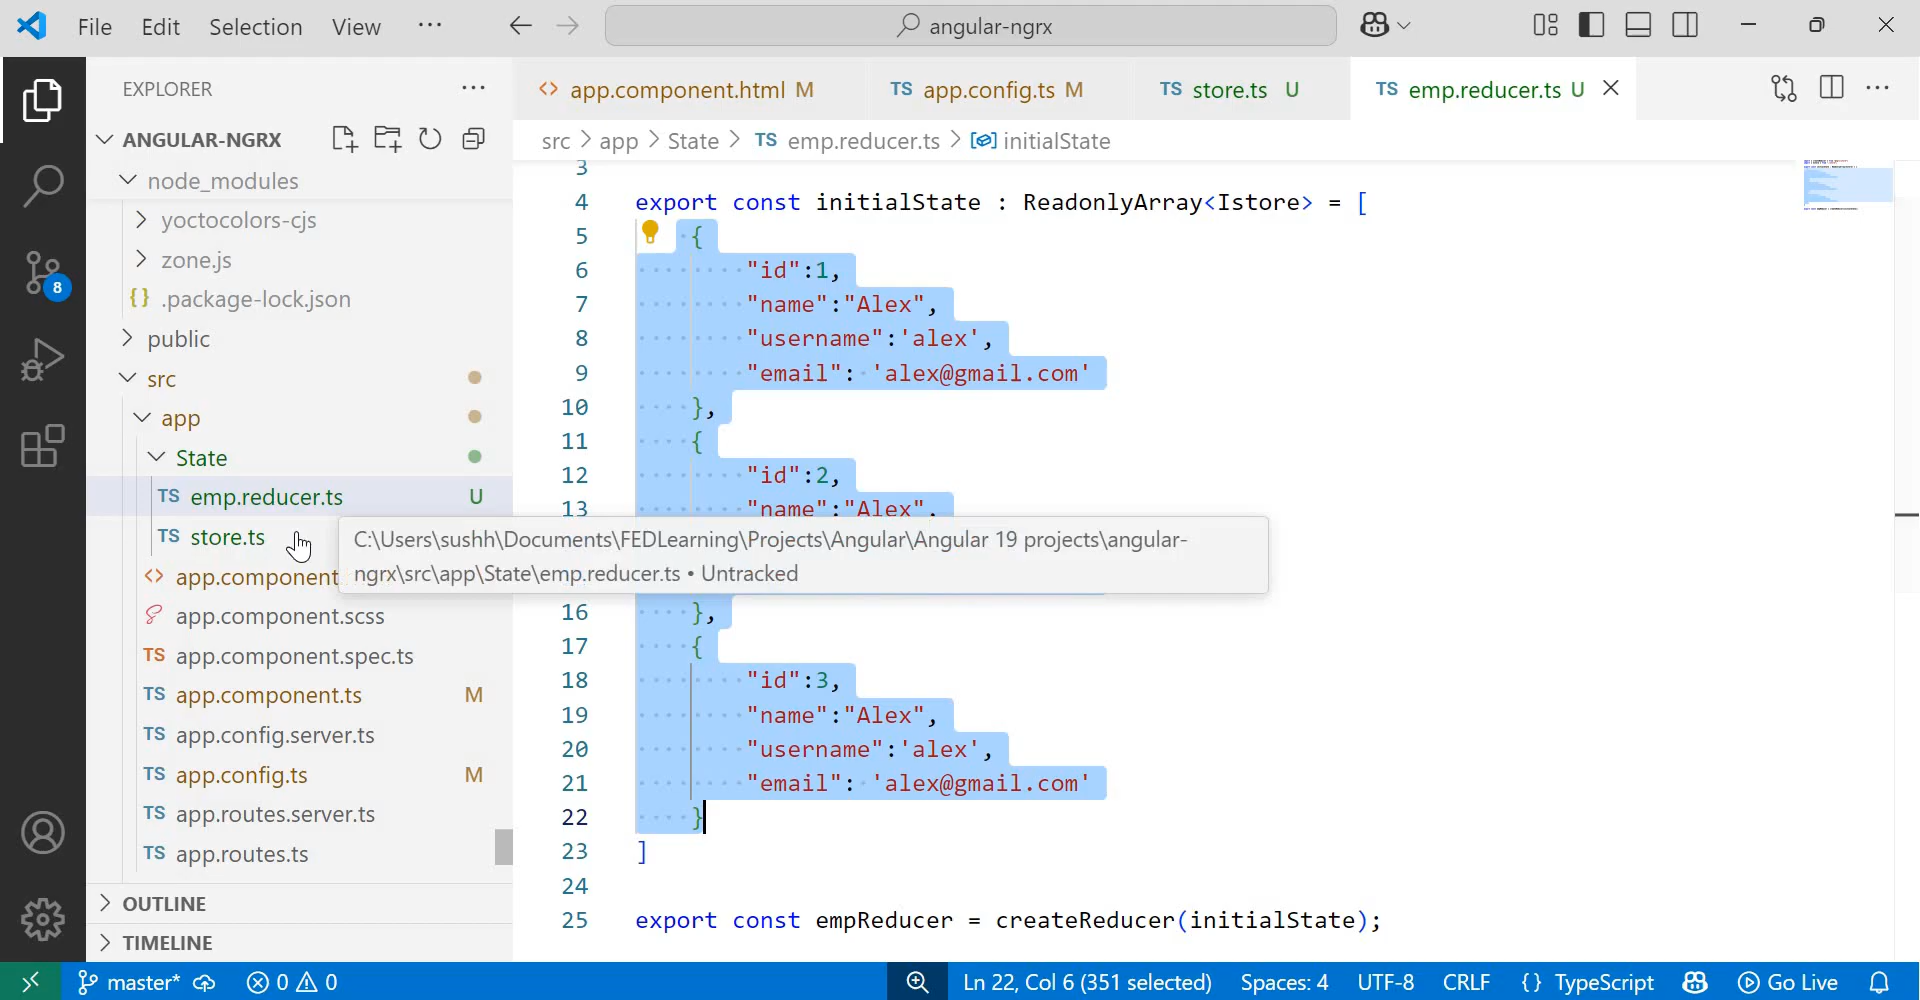 File Edit Selection View ··· angular-ngrx
EXPLORER ···
app.component.html M TS app.config.ts M TS store.ts U TS emp.reducer.ts U
ANGULAR-NGRX
node_modules
yoctocolors-cjs
zone.js
{} .package-lock.json
public
src
app
State
TS emp.reducer.ts U
TS store.ts
app.component
app.component.scss
TS app.component.spec.ts
TS app.component.ts M
TS app.config.server.ts
TS app.config.ts M
TS app.routes.server.ts
TS app.routes.ts
OUTLINE
TIMELINE
src > app > State > TS emp.reducer.ts > initialState
3
4 export const initialState : ReadonlyArray<Istore> = [
5 {
6 "id":1,
7 "name":"Alex",
8 "username":'alex',
9 "email": 'alex@gmail.com'
10 },
11 {
12 "id":2,
13 "name":"Alex",
C:\Users\sushh\Documents\FEDLearning\Projects\Angular\Angular 19 projects\angular-
ngrx\src\app\State\emp.reducer.ts • Untracked
16 },
17 {
18 "id":3,
19 "name":"Alex",
20 "username":'alex',
21 "email": 'alex@gmail.com'
22 }
23 ]
24
25 export const empReducer = createReducer(initialState);
8
master* 0 0 Ln 22, Col 6 (351 selected) Spaces: 4 UTF-8 CRLF {} TypeScript Go Live